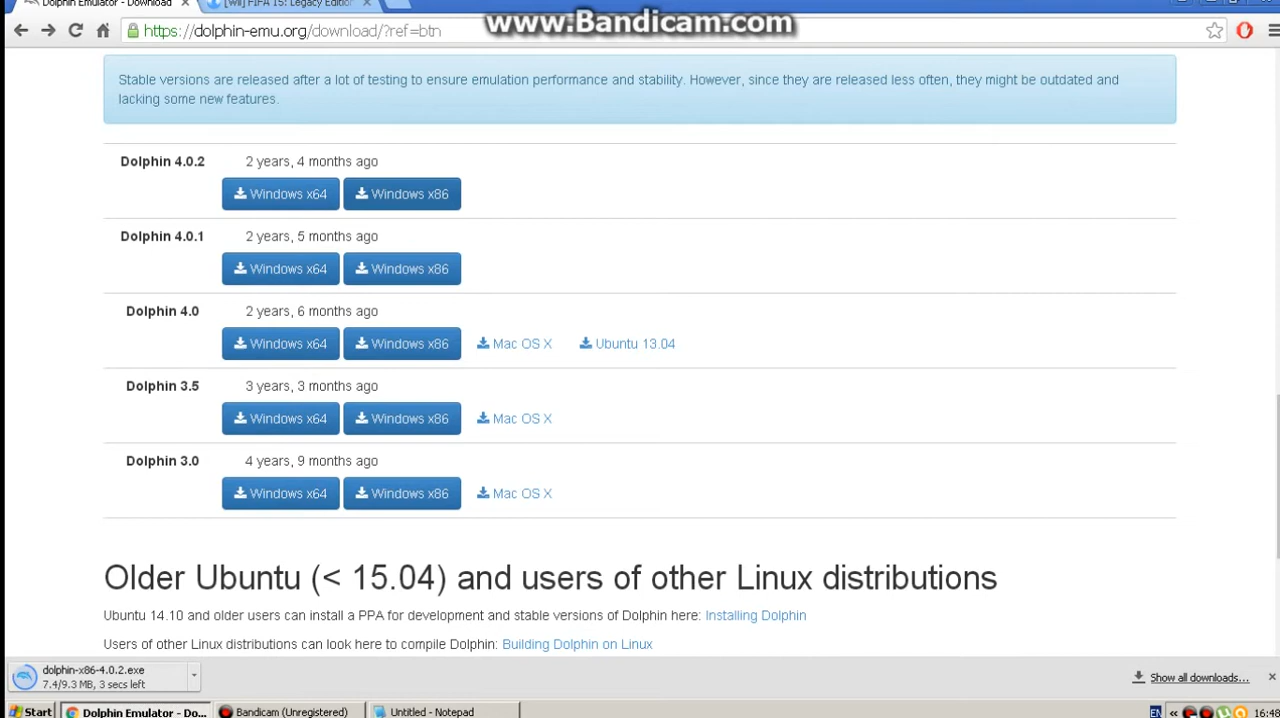 Dolphin Emulator - Download
[wii] FIFA 15: Legacy Edition
www.Bandicam.com
https://dolphin-emu.org/download/?ref=btn
Stable versions are released after a lot of testing to ensure emulation performance and stability. However, since they are released less often, they might be outdated and
lacking some new features.
Dolphin 4.0.2 2 years, 4 months ago
Windows x64 Windows x86
Dolphin 4.0.1 2 years, 5 months ago
Windows x64 Windows x86
Dolphin 4.0 2 years, 6 months ago
Windows x64 Windows x86 Mac OS X Ubuntu 13.04
Dolphin 3.5 3 years, 3 months ago
Windows x64 Windows x86 Mac OS X
Dolphin 3.0 4 years, 9 months ago
Windows x64 Windows x86 Mac OS X
Older Ubuntu (< 15.04) and users of other Linux distributions
Ubuntu 14.10 and older users can install a PPA for development and stable versions of Dolphin here: Installing Dolphin
Users of other Linux distributions can look here to compile Dolphin: Building Dolphin on Linux
dolphin-x86-4.0.2.exe
7.4/9.3 MB, 3 secs left
Show all downloads...
Start Dolphin Emulator - Do... Bandicam (Unregistered) Untitled - Notepad EN 16:48